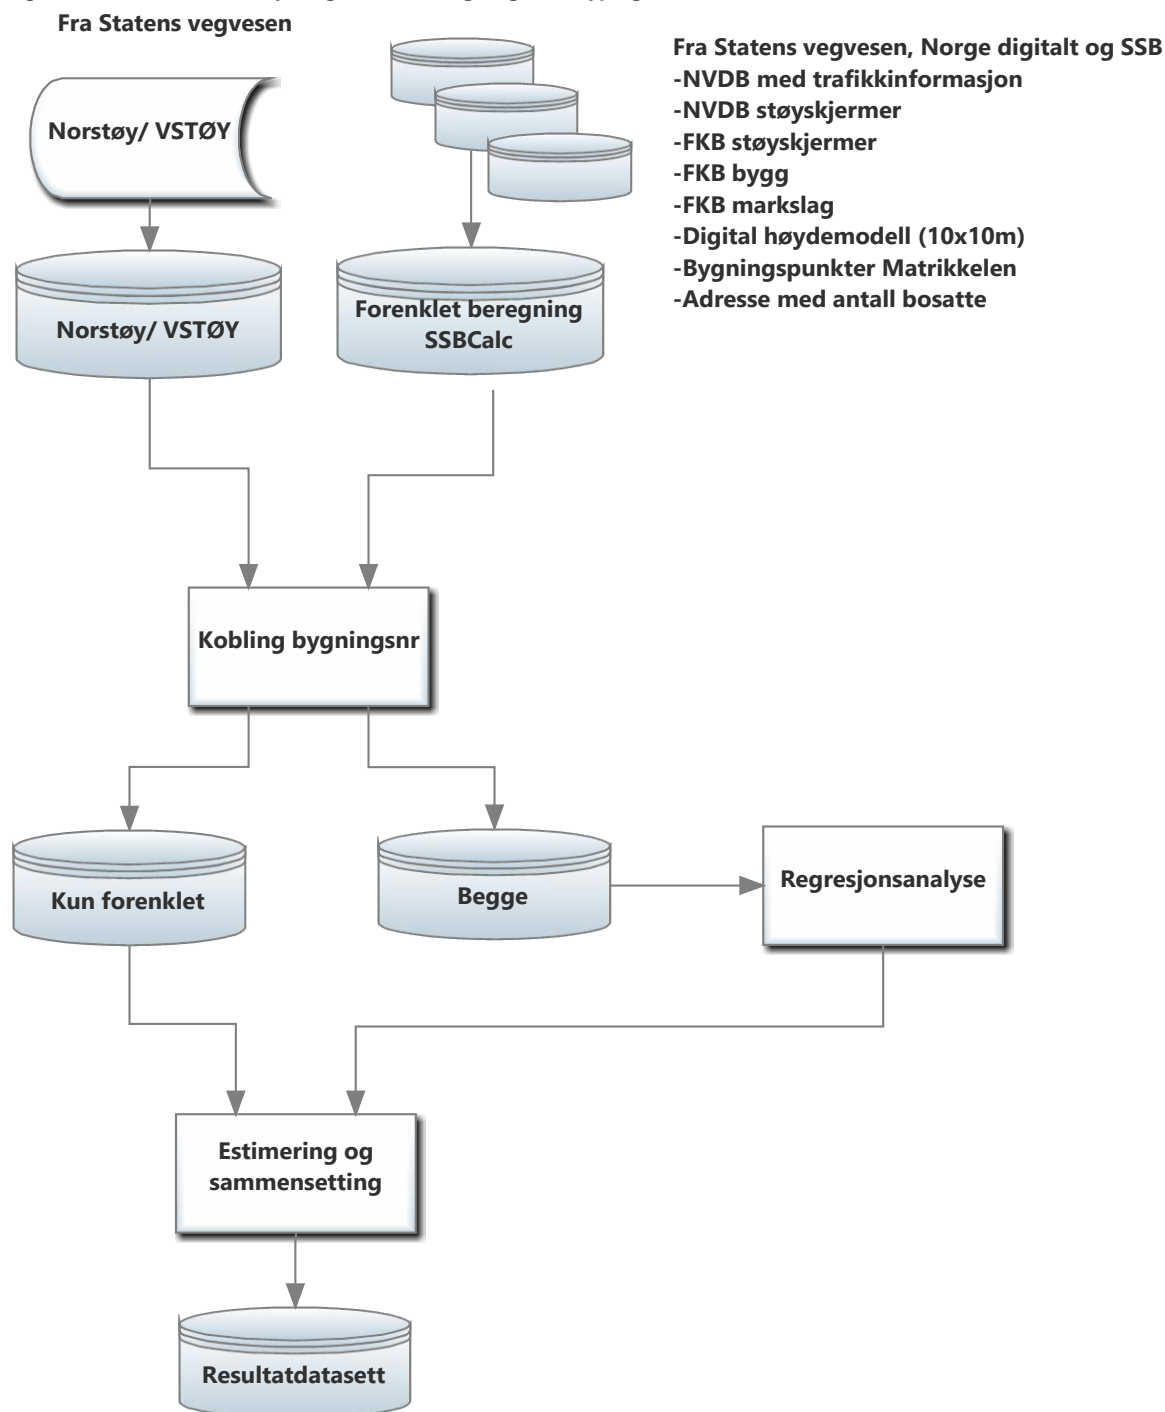 Fra Statens vegvesen
Norstøy/ VSTØY
Fra Statens vegvesen, Norge digitalt og SSB
-NVDB med trafikkinformasjon
-NVDB støyskjermer
-FKB støyskjermer
-FKB bygg
-FKB markslag
-Digital høydemodell (10x10m)
-Bygningspunkter Matrikkelen
-Adresse med antall bosatte
Norstøy/ VSTØY
Forenklet beregning
SSBCalc
Kobling bygningsnr
Kun forenklet
Begge
Regresjonsanalyse
Estimering og
sammensetting
Resultatdatasett